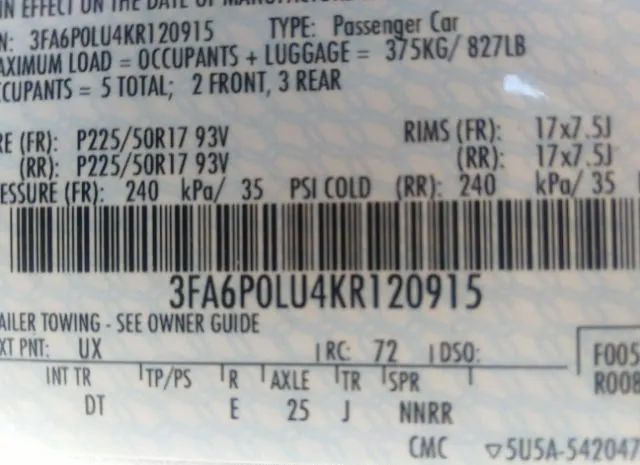 IN EFFECT ON THE DATE OF MANUFACTURE
N: 3FA6P0LU4KR120915 TYPE: Passenger Car
AXIMUM LOAD = OCCUPANTS + LUGGAGE = 375KG/ 827LB
CUPANTS = 5 TOTAL; 2 FRONT, 3 REAR
RE (FR): P225/50R17 93V RIMS (FR): 17x7.5J
(RR): P225/50R17 93V (RR): 17x7.5J
ESSURE (FR): 240 kPa/ 35 PSI COLD (RR): 240 kPa/ 35
3FA6P0LU4KR120915
AILER TOWING - SEE OWNER GUIDE
XT PNT: UX RC: 72 DSO:
F005
INT TR TP/PS R AXLE TR SPR R008
DT E 25 J NNRR
CMC ▽5U5A-542047